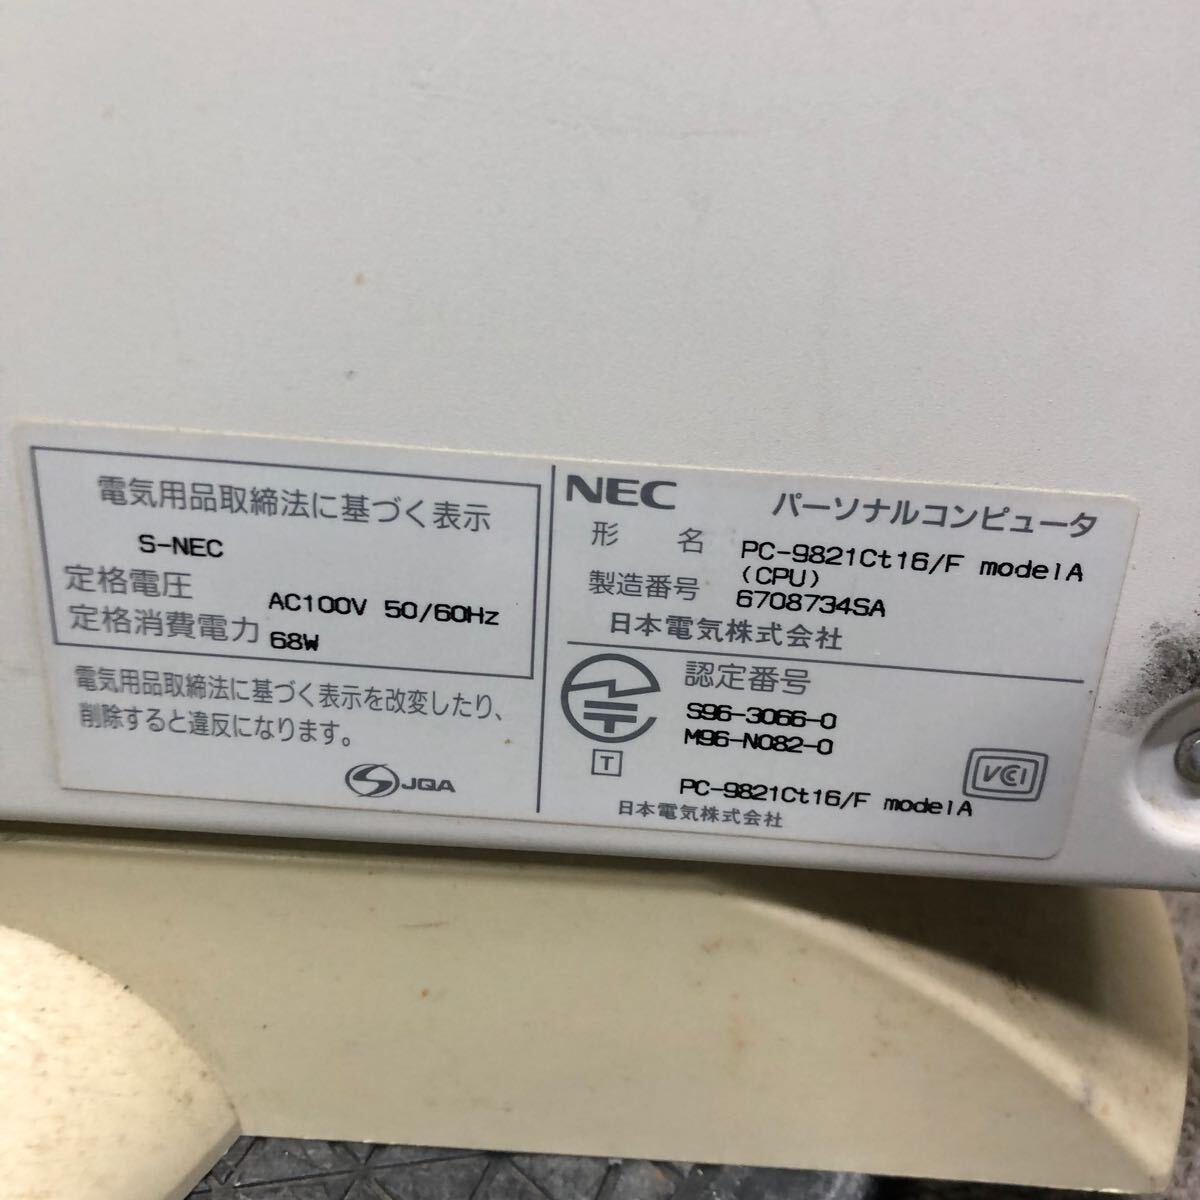 電気用品取締法に基づく表示
S-NEC
定格電圧 AC100V 50/60Hz
定格消費電力 68W
電気用品取締法に基づく表示を改変したり、
削除すると違反になります。
JQA
NEC パーソナルコンピュータ
形名 PC-9821Ct16/F modelA
(CPU)
製造番号 6708734SA
日本電気株式会社
認定番号
S96-3066-0
M96-N082-0
T
VCI
PC-9821Ct16/F modelA
日本電気株式会社